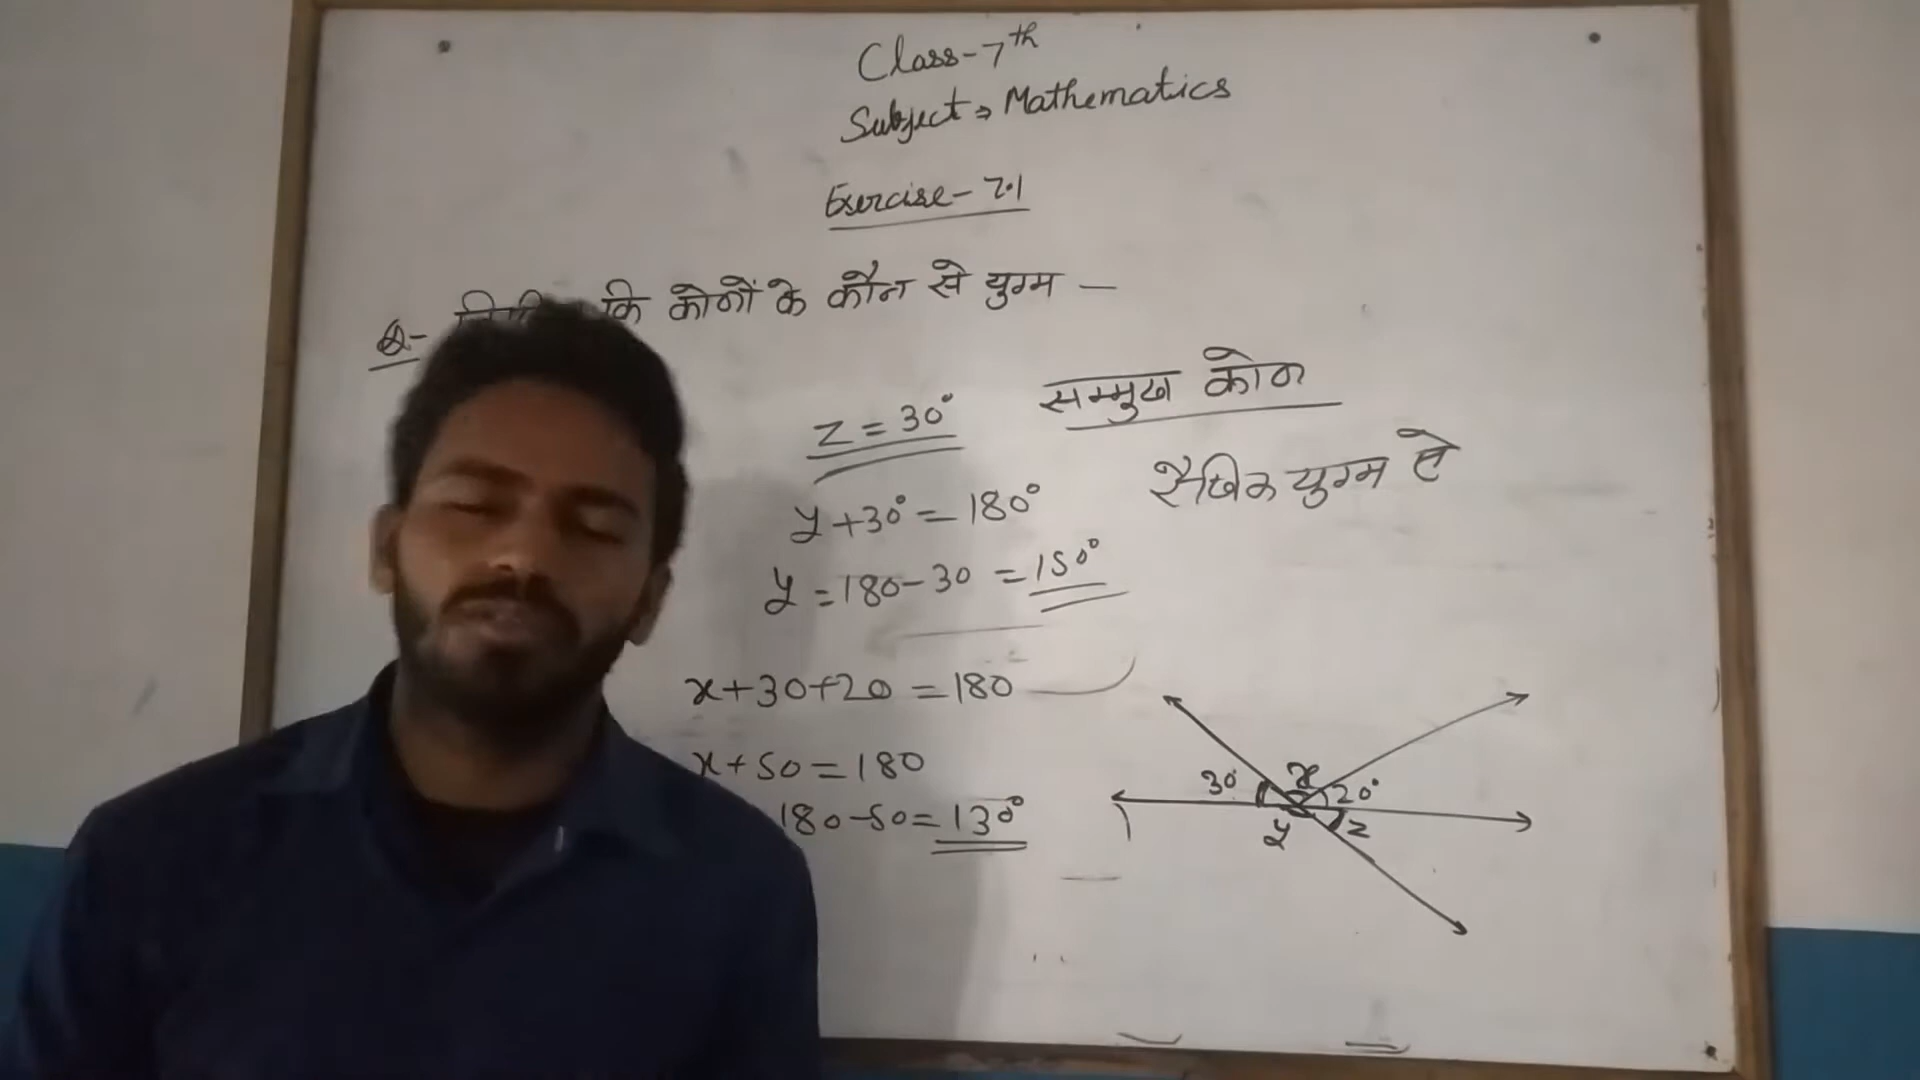 Class-7th
Subject → Mathematics
Exercise-7.1
Q- कि कोणों के कौन से युग्म —
z = 30°
सम्मुख कोण
y+30° = 180°
रैखिक युग्म से
y = 180-30 = 150°
x+30+20 = 180
x+50 = 180
180-50 = 130°
30°
x
20°
y
z